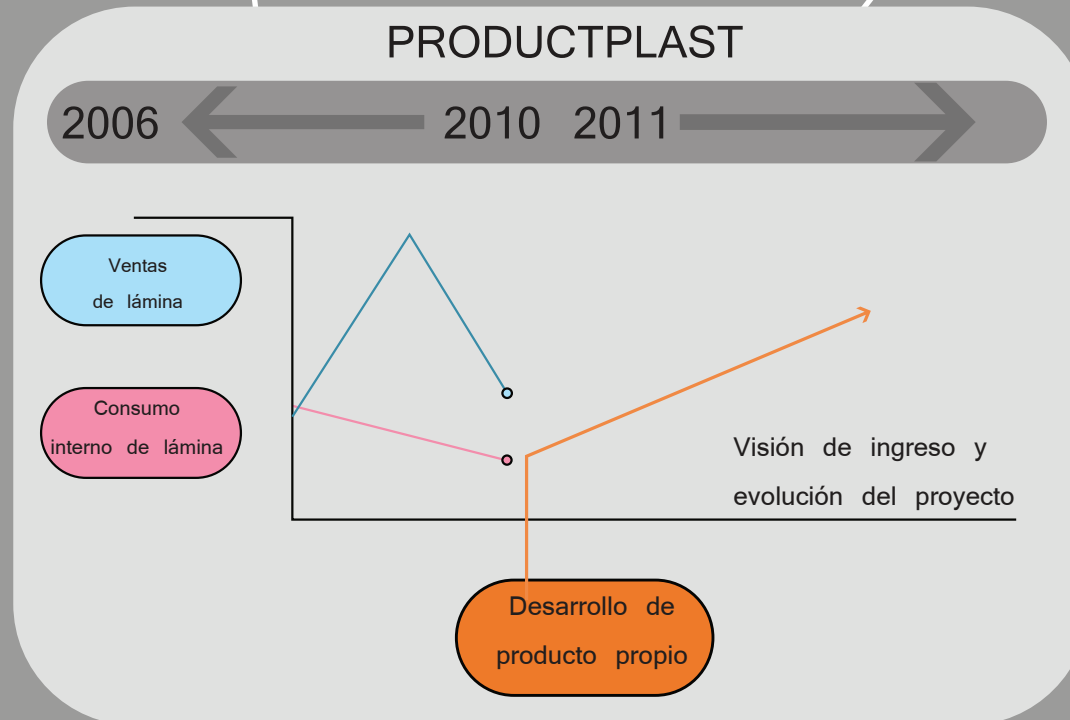 PRODUCTPLAST
2006 2010 2011
Ventas
de lámina
Consumo
interno de lámina
Visión de ingreso y
evolución del proyecto
Desarrollo de
producto propio